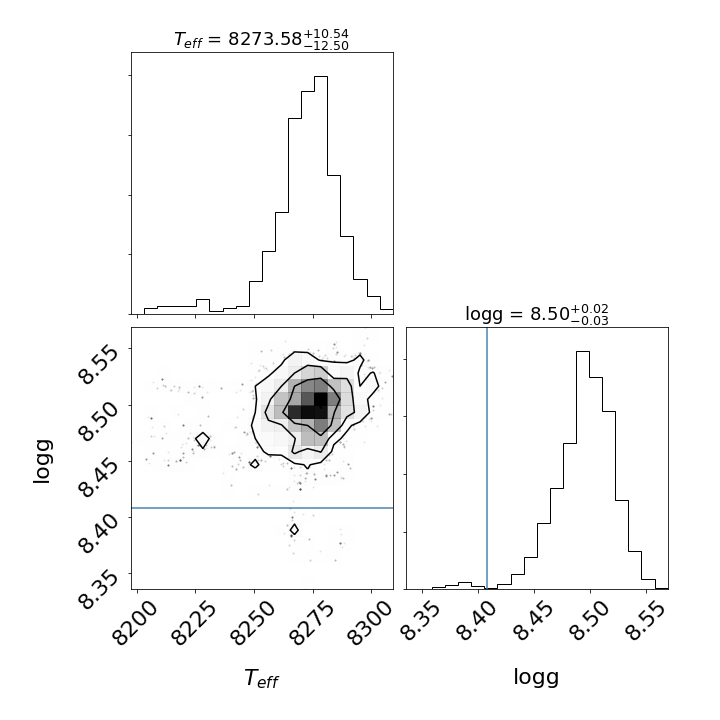 T_eff = 8273.58^{+10.54}_{-12.50}
logg = 8.50^{+0.02}_{-0.03}
8.55
8.50
8.45
8.40
8.35
logg
8200 8225 8250 8275 8300
8.35 8.40 8.45 8.50 8.55
T_eff logg